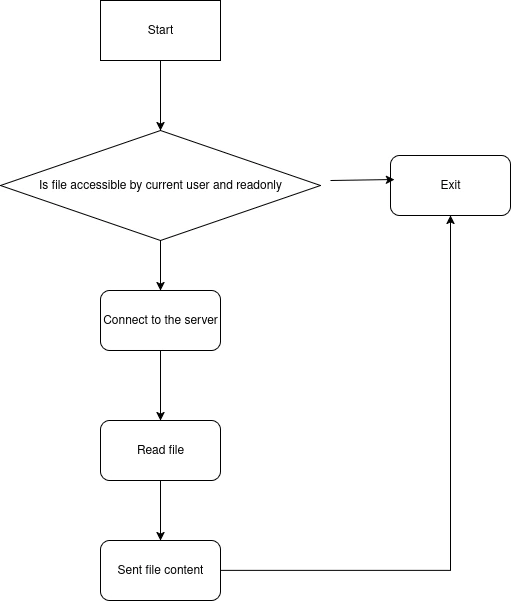 Start
Is file accessible by current user and readonly
Exit
Connect to the server
Read file
Sent file content